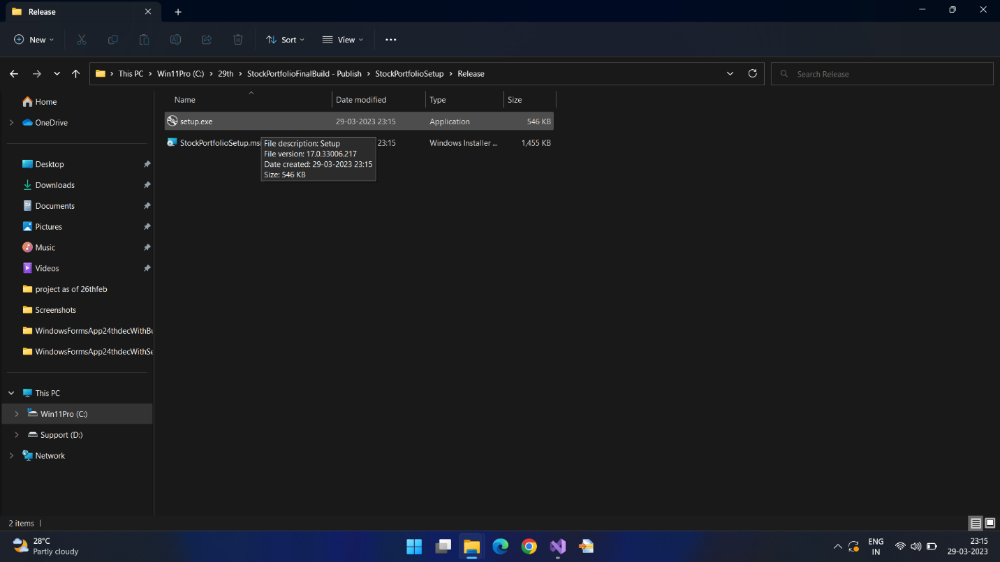 Release
New
Sort
View
This PC
Win11Pro (C:)
29th
StockPortfolioFinalBuild - Publish
StockPortfolioSetup
Release
Search Release
Home
OneDrive
Desktop
Downloads
Documents
Pictures
Music
Videos
project as of 26thfeb
Screenshots
WindowsFormsApp24thdecWithBu
WindowsFormsApp24thdecWithSe
This PC
Win11Pro (C:)
Support (D:)
Network
Name Date modified Type Size
setup.exe 29-03-2023 23:15 Application 546 KB
StockPortfolioSetup.msi 23:15 Windows Installer ... 1,455 KB
File description: Setup
File version: 17.0.33006.217
Date created: 29-03-2023 23:15
Size: 546 KB
2 items
28°C
Partly cloudy
ENG
IN
23:15
29-03-2023